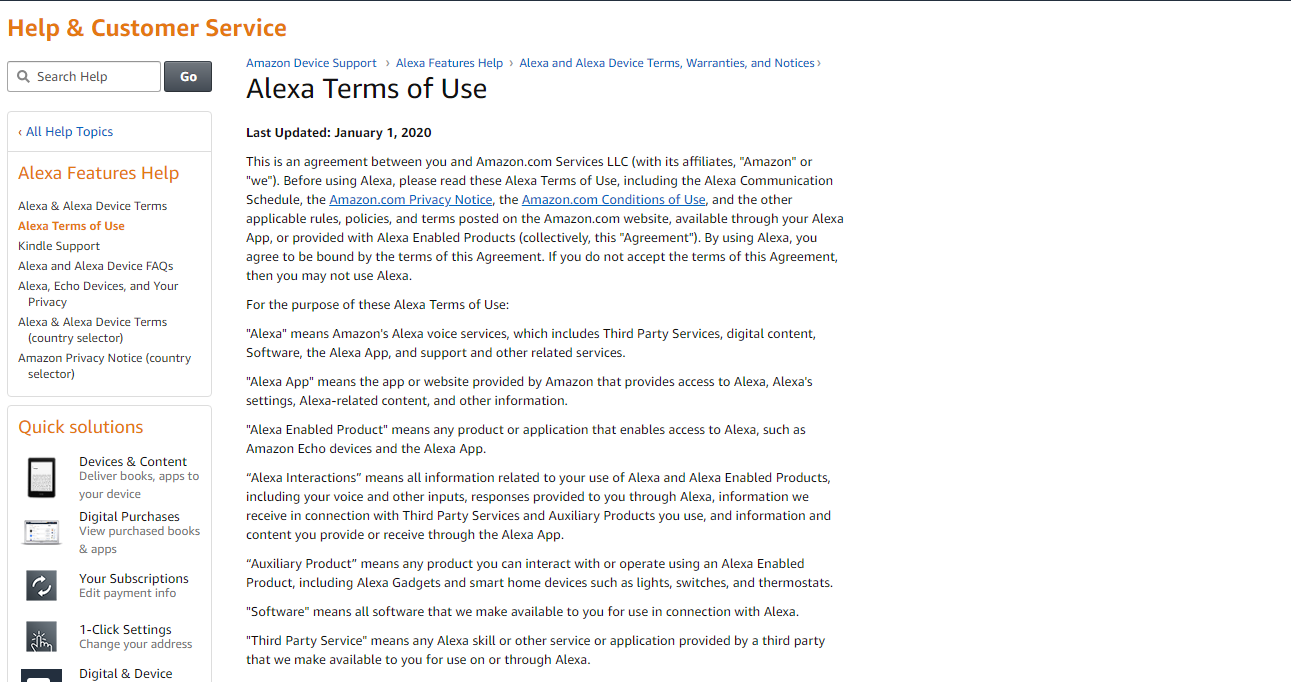 Help & Customer Service
Search Help
Go
‹ All Help Topics
Alexa Features Help
Alexa & Alexa Device Terms
Alexa Terms of Use
Kindle Support
Alexa and Alexa Device FAQs
Alexa, Echo Devices, and Your
Privacy
Alexa & Alexa Device Terms
(country selector)
Amazon Privacy Notice (country
selector)
Quick solutions
Devices & Content
Deliver books, apps to
your device
Digital Purchases
View purchased books
& apps
Your Subscriptions
Edit payment info
1-Click Settings
Change your address
Digital & Device
Amazon Device Support › Alexa Features Help › Alexa and Alexa Device Terms, Warranties, and Notices ›
Alexa Terms of Use
Last Updated: January 1, 2020
This is an agreement between you and Amazon.com Services LLC (with its affiliates, "Amazon" or
"we"). Before using Alexa, please read these Alexa Terms of Use, including the Alexa Communication
Schedule, the Amazon.com Privacy Notice, the Amazon.com Conditions of Use, and the other
applicable rules, policies, and terms posted on the Amazon.com website, available through your Alexa
App, or provided with Alexa Enabled Products (collectively, this "Agreement"). By using Alexa, you
agree to be bound by the terms of this Agreement. If you do not accept the terms of this Agreement,
then you may not use Alexa.
For the purpose of these Alexa Terms of Use:
"Alexa" means Amazon's Alexa voice services, which includes Third Party Services, digital content,
Software, the Alexa App, and support and other related services.
"Alexa App" means the app or website provided by Amazon that provides access to Alexa, Alexa's
settings, Alexa-related content, and other information.
"Alexa Enabled Product" means any product or application that enables access to Alexa, such as
Amazon Echo devices and the Alexa App.
“Alexa Interactions” means all information related to your use of Alexa and Alexa Enabled Products,
including your voice and other inputs, responses provided to you through Alexa, information we
receive in connection with Third Party Services and Auxiliary Products you use, and information and
content you provide or receive through the Alexa App.
“Auxiliary Product” means any product you can interact with or operate using an Alexa Enabled
Product, including Alexa Gadgets and smart home devices such as lights, switches, and thermostats.
"Software" means all software that we make available to you for use in connection with Alexa.
"Third Party Service" means any Alexa skill or other service or application provided by a third party
that we make available to you for use on or through Alexa.